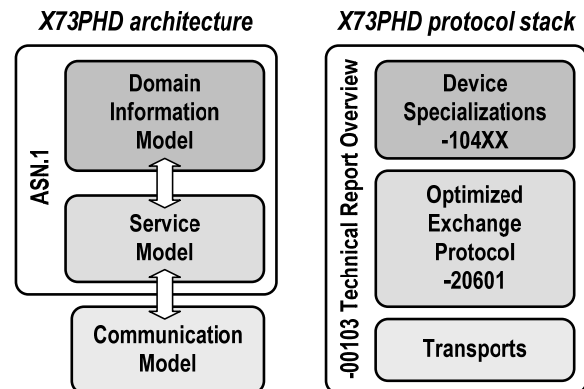 X73PHD architecture
ASN.1
Domain
Information
Model
Service
Model
Communication
Model
X73PHD protocol stack
-00103 Technical Report Overview
Device
Specializations
-104XX
Optimized
Exchange
Protocol
-20601
Transports